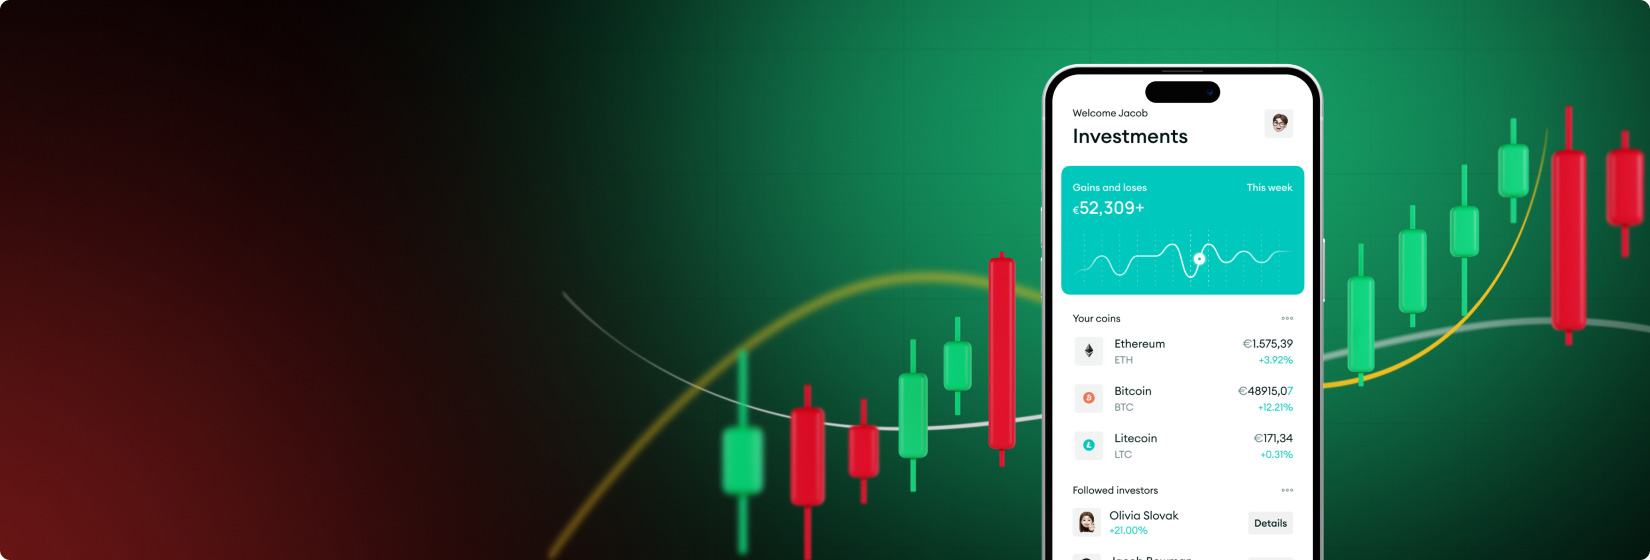 Welcome Jacob
Investments
Gains and loses
This week
€52,309+
Your coins
Ethereum
€1.575,39
ETH
+3.92%
Bitcoin
€48915,07
BTC
+12.21%
Litecoin
€171,34
LTC
+0.31%
Followed investors
Olivia Slovak
+21.00%
Details